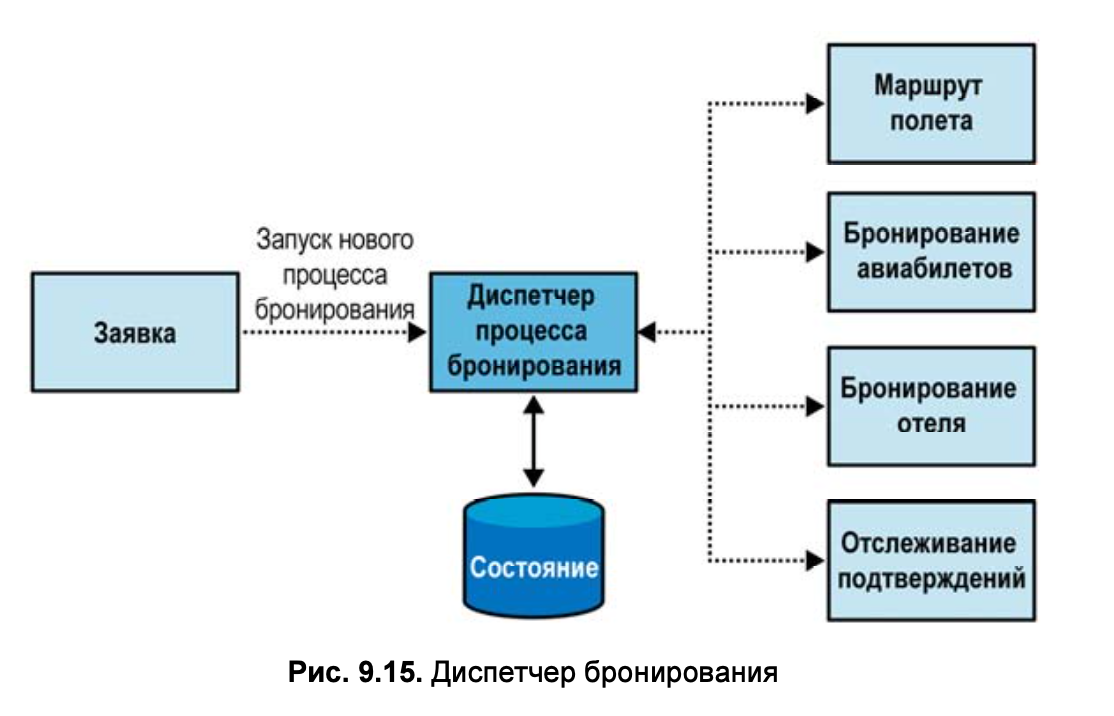 Маршрут
полета
Бронирование
авиабилетов
Запуск нового
процесса
бронирования
Заявка
Диспетчер
процесса
бронирования
Бронирование
отеля
Состояние
Отслеживание
подтверждений
Рис. 9.15. Диспетчер бронирования